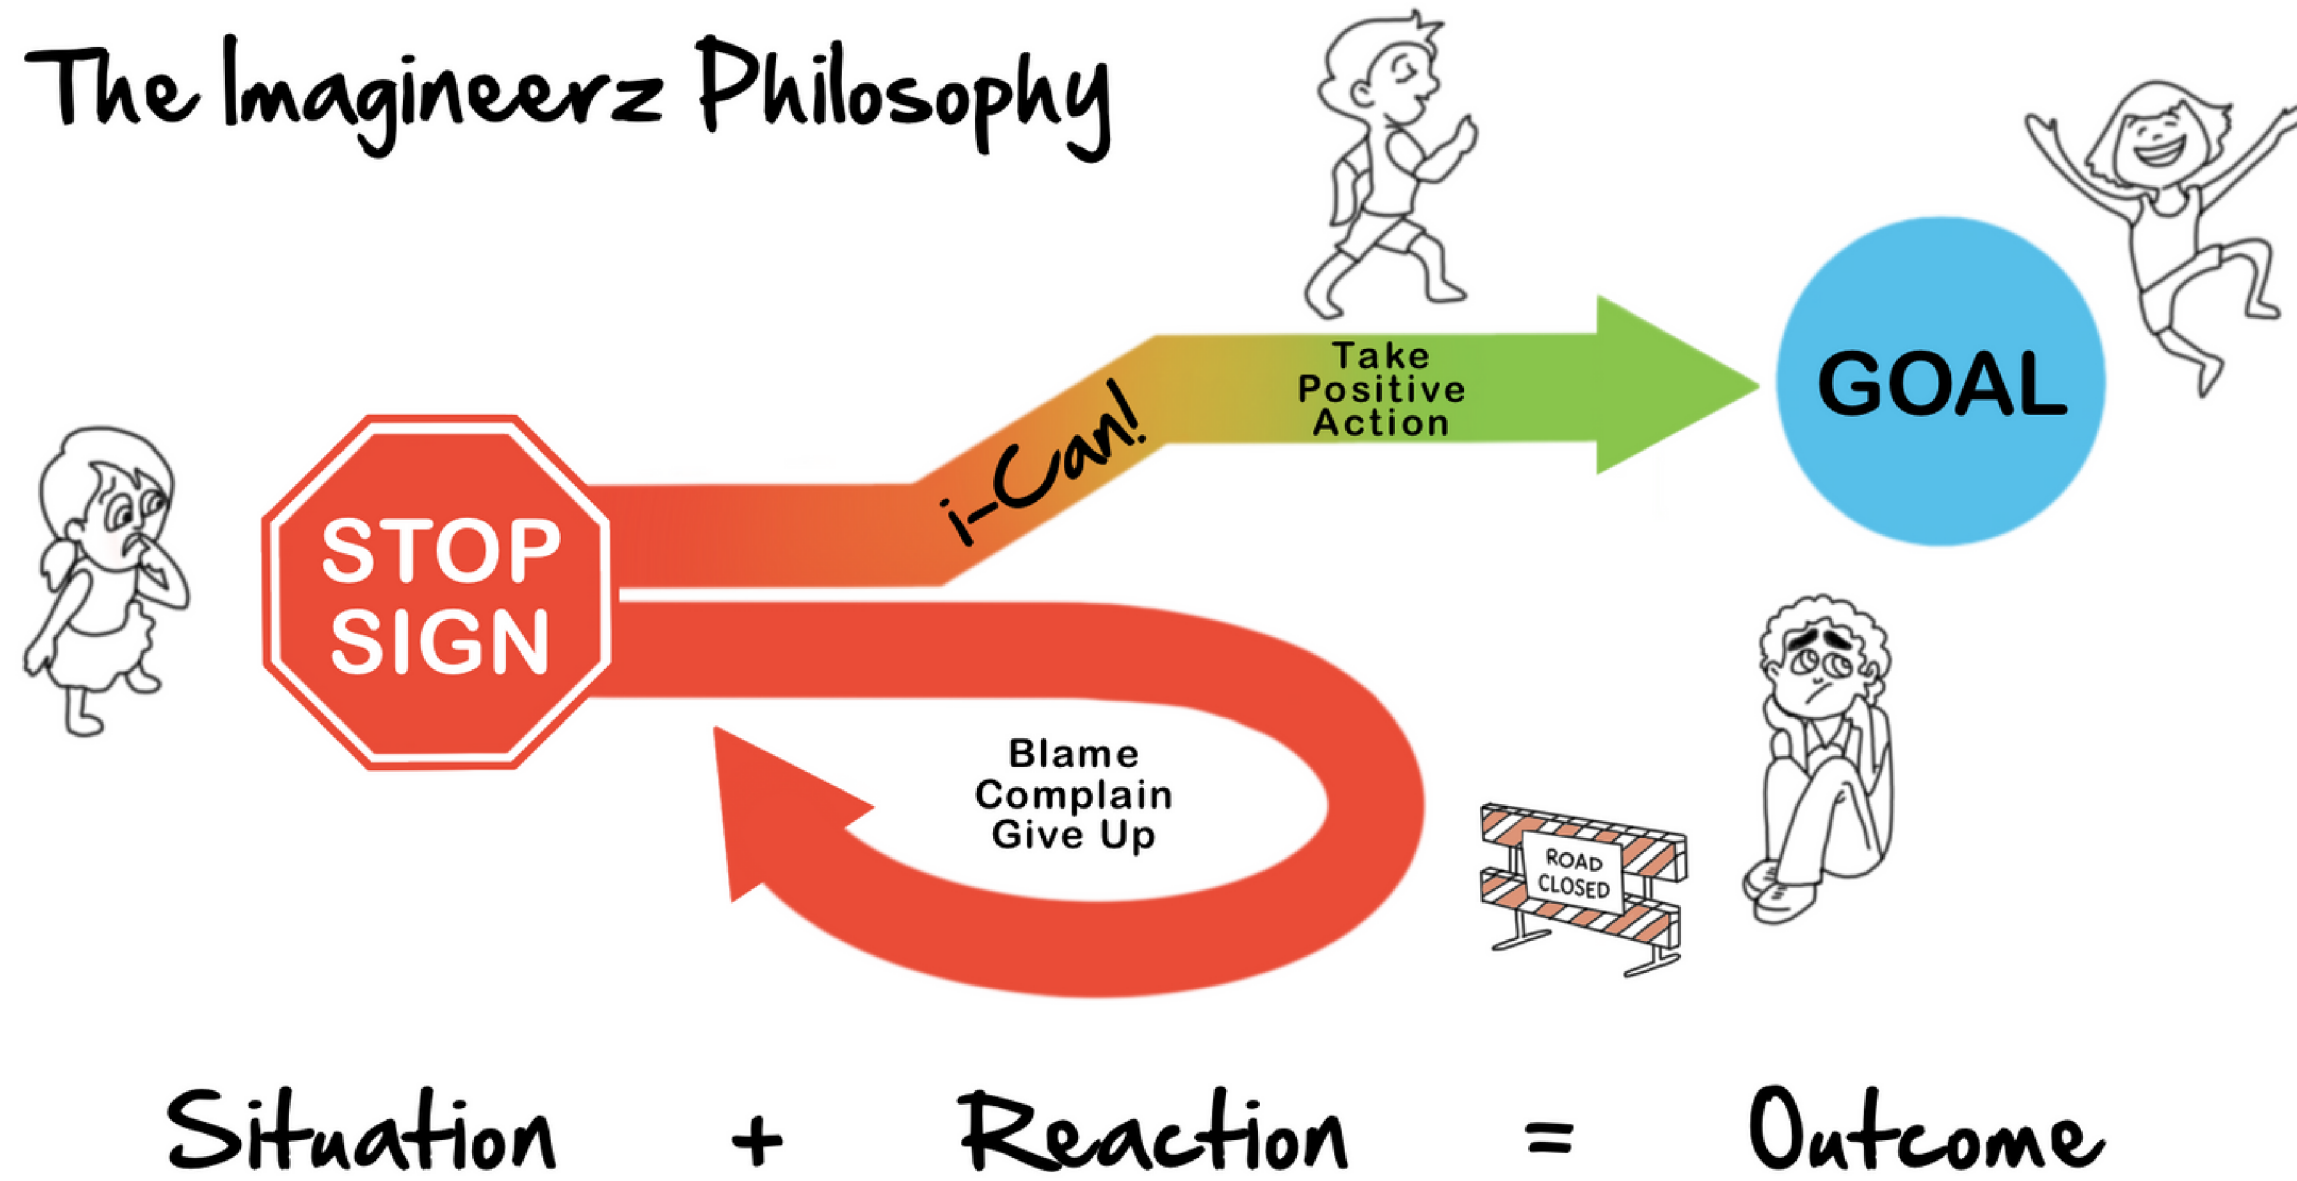 The Imagineerz Philosophy
STOP
SIGN
i-Can!
Take
Positive
Action
GOAL
Blame
Complain
Give Up
ROAD
CLOSED
Situation + Reaction = Outcome